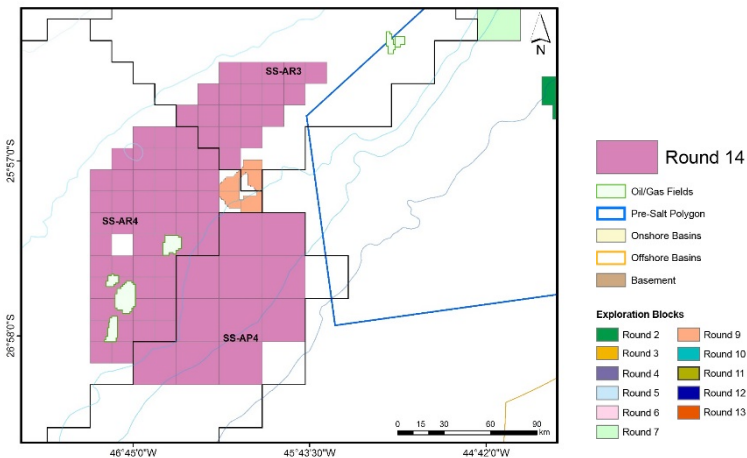 SS-AR3
N
25°57'0"S
SS-AR4
26°58'0"S
SS-AP4
0 15 30 60 90
km
46°45'0"W 45°43'30"W 44°42'0"W
Round 14
Oil/Gas Fields
Pre-Salt Polygon
Onshore Basins
Offshore Basins
Basement
Exploration Blocks
Round 2 Round 9
Round 3 Round 10
Round 4 Round 11
Round 5 Round 12
Round 6 Round 13
Round 7